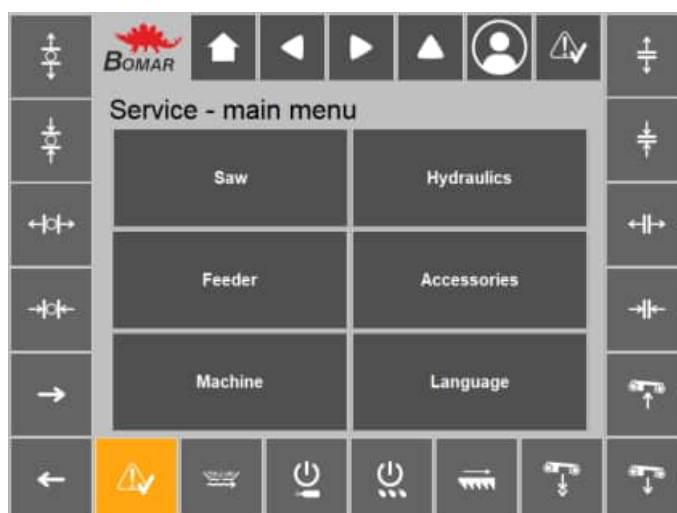 BOMAR
Service - main menu
Saw
Hydraulics
Feeder
Accessories
Machine
Language